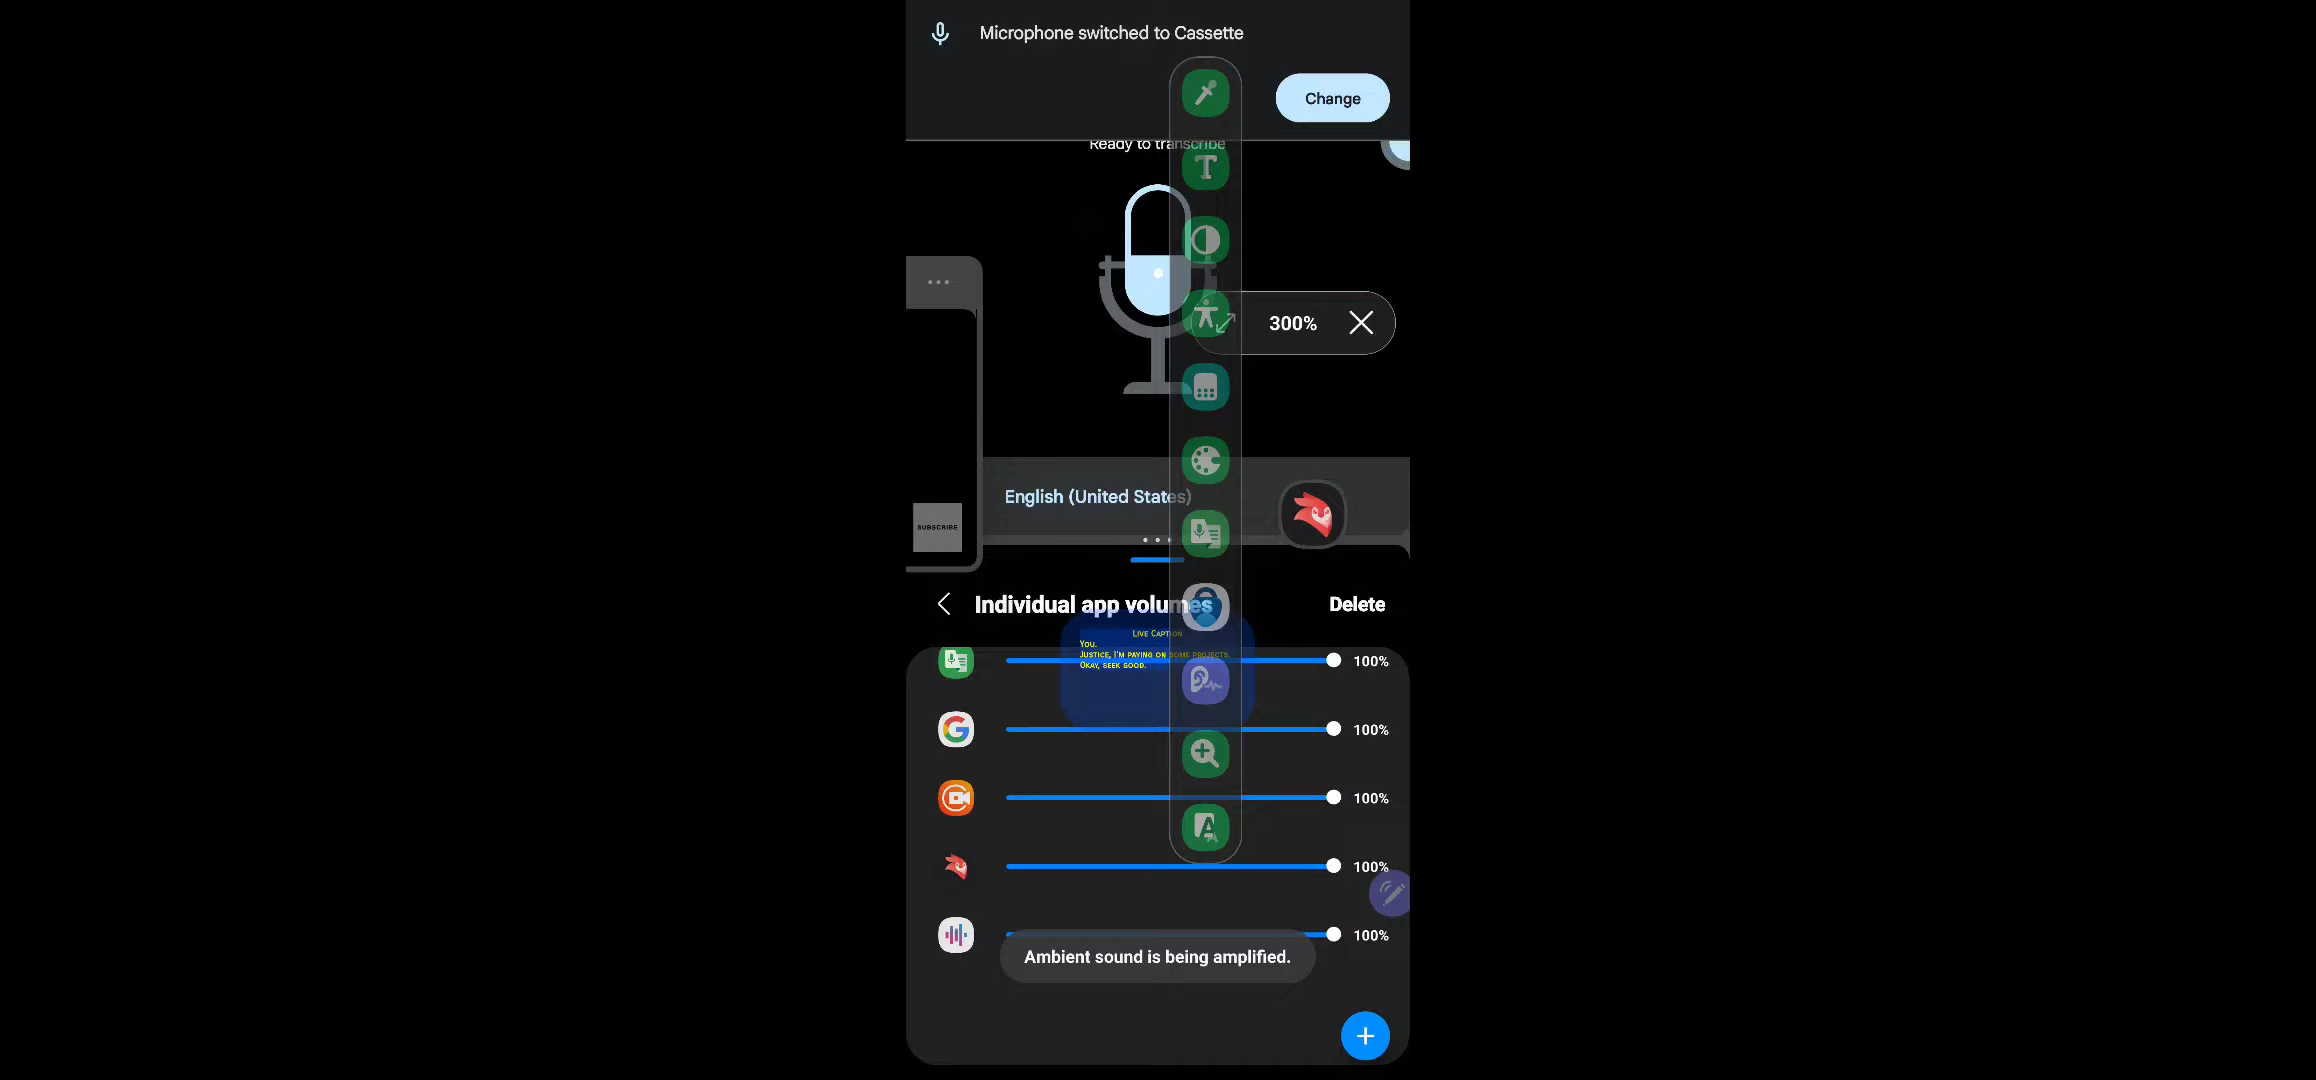 Microphone switched to Cassette
Change
Ready to transcribe
300%
SUBSCRIBE
English (United States)
Individual app volumes
Delete
Live Caption
You.
Justice, I'm paying on some projects.
Okay, seek good.
100%
100%
100%
100%
100%
Ambient sound is being amplified.